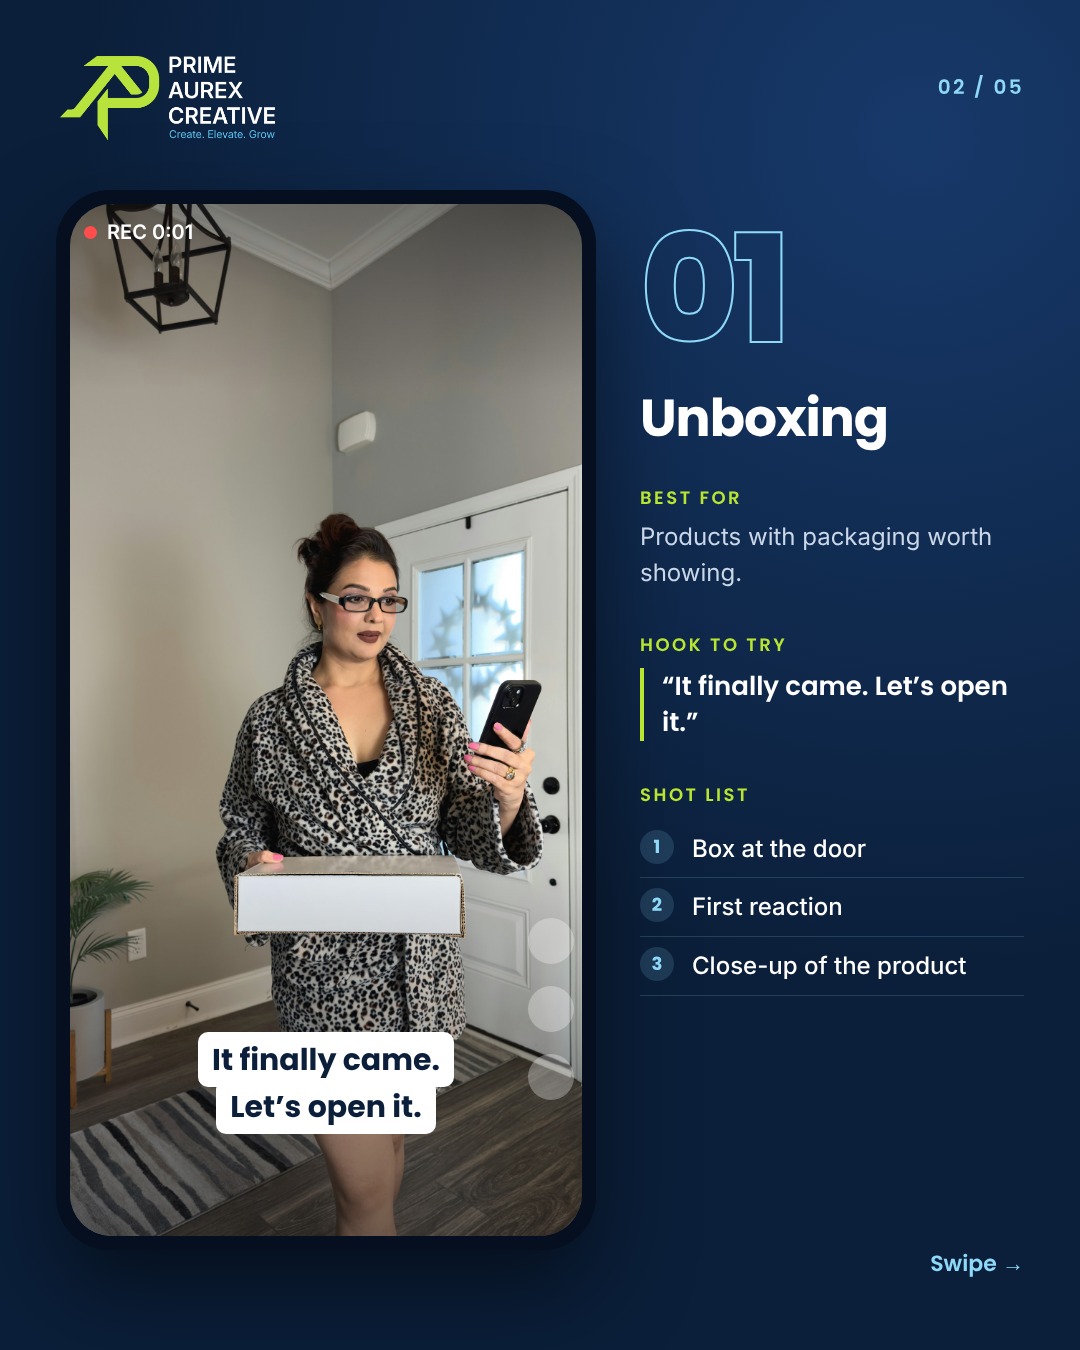 PRIME
AUREX
CREATIVE
Create. Elevate. Grow
02 / 05
REC 0:01
It finally came.
Let’s open it.
01
Unboxing
BEST FOR
Products with packaging worth
showing.
HOOK TO TRY
“It finally came. Let’s open
it.”
SHOT LIST
1 Box at the door
2 First reaction
3 Close-up of the product
Swipe →